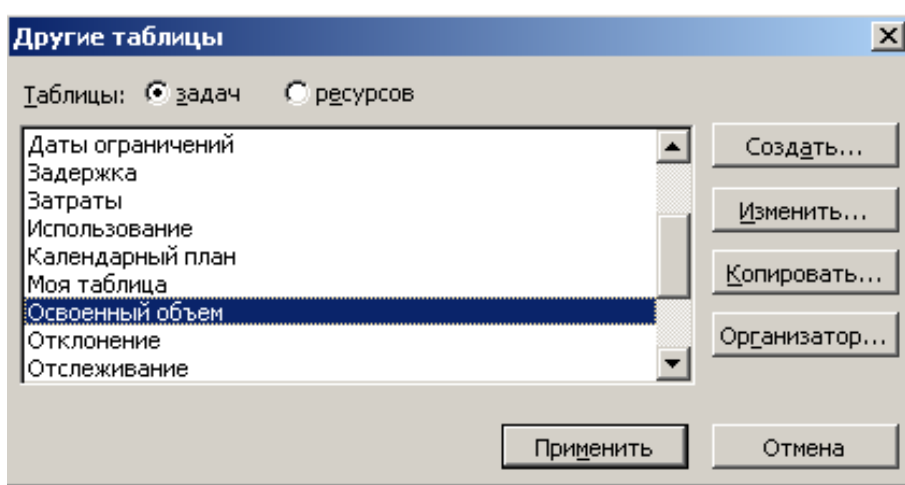 Другие таблицы
Таблицы: задач ресурсов
Даты ограничений
Задержка
Затраты
Использование
Календарный план
Моя таблица
Освоенный объем
Отклонение
Отслеживание
Создать...
Изменить...
Копировать...
Организатор...
Применить
Отмена